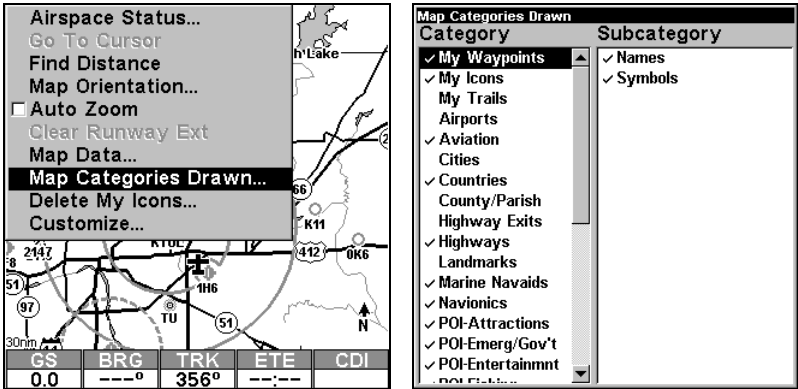 Airspace Status...
Go To Cursor
Find Distance
Map Orientation...
Auto Zoom
Clear Runway Ext
Map Data...
Map Categories Drawn...
Delete My Icons...
Customize...
h Lake
66
K11
412
0K6
2147
51
1H6
97
TU
51
N
30nm
GS BRG TRK ETE CDI
0.0 ---º 356º --:--
Map Categories Drawn
Category
My Waypoints
My Icons
My Trails
Airports
Aviation
Cities
Countries
County/Parish
Highway Exits
Highways
Landmarks
Marine Navaids
Navionics
POI-Attractions
POI-Emerg/Gov't
POI-Entertainmnt
Subcategory
Names
Symbols